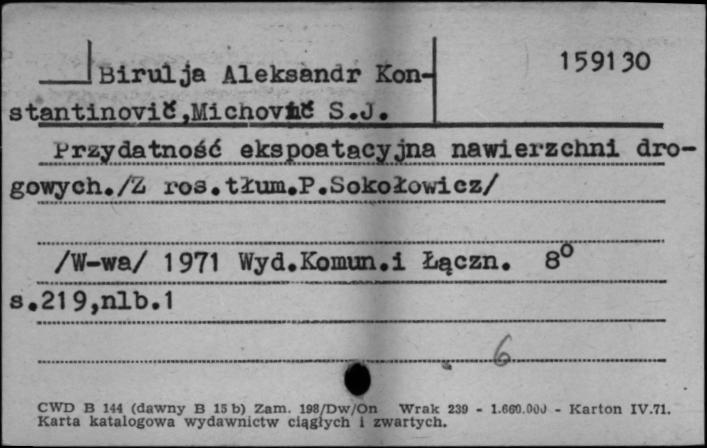 159130
Birulja Aleksandr Kon-
stantinovič,Michovič S.J.
Przydatność ekspoatacyjna nawierzchni dro-
gowych./Z ros.tłum.P.Sokołowicz/
/W-wa/ 1971 Wyd.Komun.i Łączn. 8⁰
s.219,nlb.1
6
CWD B 144 (dawny B 15 b) Zam. 198/Dw/On Wrak 239 - 1.660.000 - Karton IV.71.
Karta katalogowa wydawnictw ciągłych i zwartych.